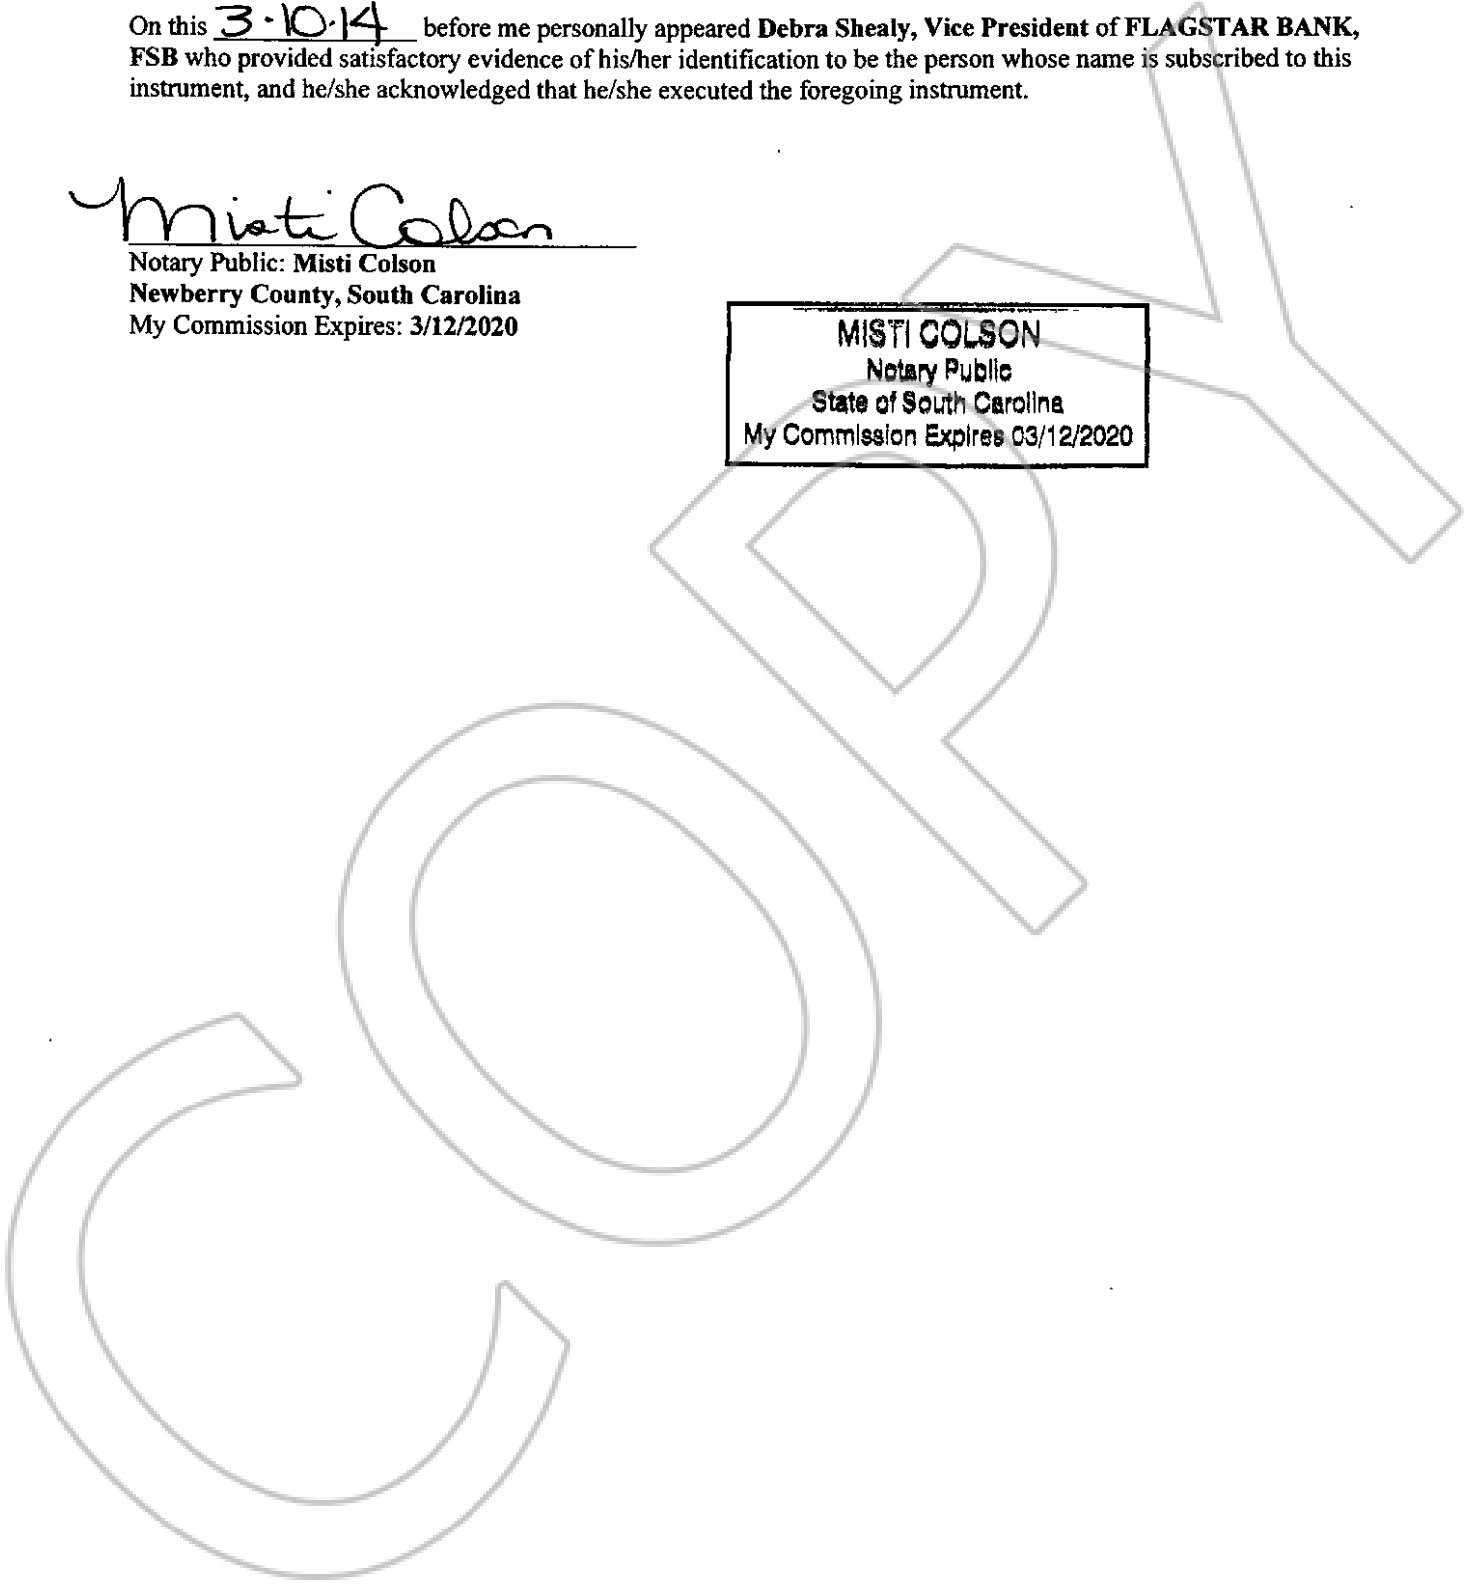 On this 3·10·14 before me personally appeared Debra Shealy, Vice President of FLAGSTAR BANK,
FSB who provided satisfactory evidence of his/her identification to be the person whose name is subscribed to this
instrument, and he/she acknowledged that he/she executed the foregoing instrument.
Misti Colson
Notary Public: Misti Colson
Newberry County, South Carolina
My Commission Expires: 3/12/2020
MISTI COLSON
Notary Public
State of South Carolina
My Commission Expires 03/12/2020
COPY